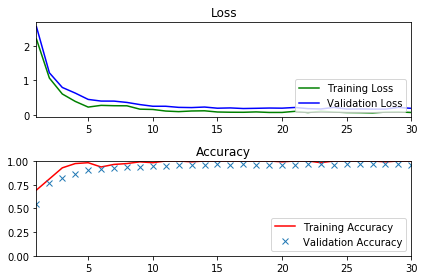 Loss
2
1
0
Training Loss
Validation Loss
5 10 15 20 25 30
Accuracy
1.00
0.75
0.50
0.25
0.00
Training Accuracy
Validation Accuracy
5 10 15 20 25 30